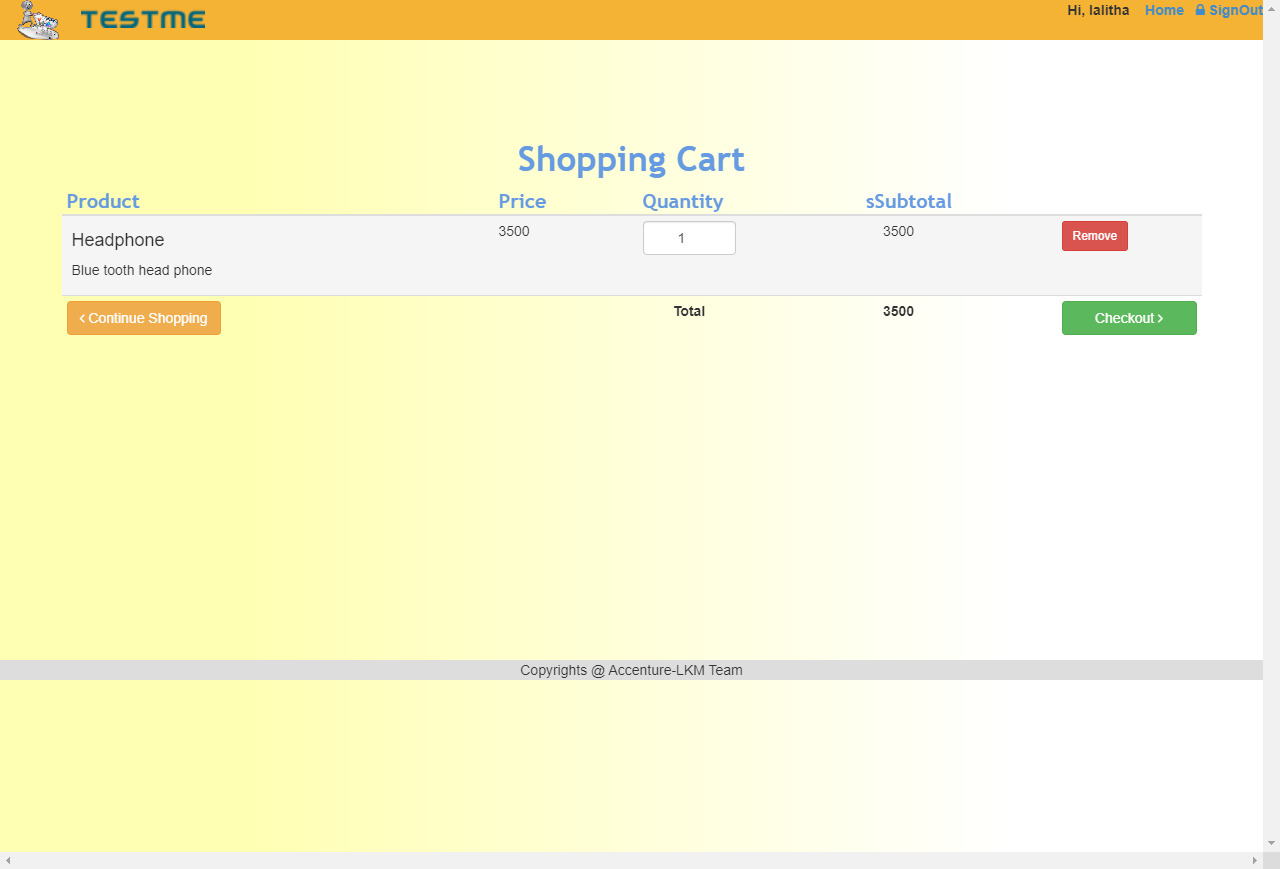 TESTME
Hi, lalitha Home SignOut
Shopping Cart
Product Price Quantity sSubtotal
Headphone 3500 1 3500 Remove
Blue tooth head phone
< Continue Shopping Total 3500 Checkout >
Copyrights @ Accenture-LKM Team